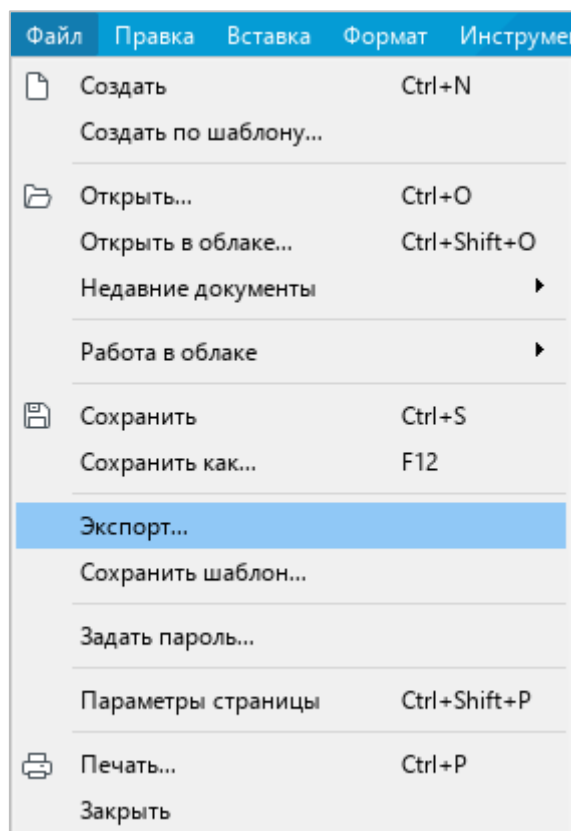 Файл Правка Вставка Формат
Создать Ctrl+N
Создать по шаблону...
Открыть... Ctrl+O
Открыть в облаке... Ctrl+Shift+O
Недавние документы
Работа в облаке
Сохранить Ctrl+S
Сохранить как... F12
Экспорт...
Сохранить шаблон...
Задать пароль...
Параметры страницы Ctrl+Shift+P
Печать... Ctrl+P
Закрыть